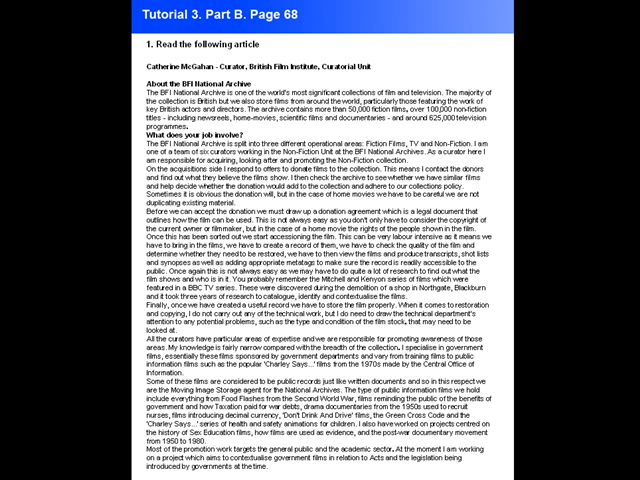 Tutorial 3. Part B. Page 68
1. Read the following article
Catherine McGahan - Curator, British Film Institute, Curatorial Unit
About the BFI National Archive
The BFI National Archive is one of the world's most significant collections of film and television. The majority of
the collection is British but we also store films from around the world, particularly those featuring the work of
key British actors and directors. The archive contains more than 50,000 fiction films, over 100,000 non-fiction
titles - including newsreels, home-movies, scientific films and documentaries - and around 625,000 television
programmes.
What does your job involve?
The BFI National Archive is split into three different operational areas: Fiction Films, TV and Non-Fiction. I am
one of a team of six curators working in the Non-Fiction Unit at the BFI National Archives. As a curator here I
am responsible for acquiring, looking after and promoting the Non-Fiction collection.
On the acquisitions side I respond to offers to donate films to the collection. This means I contact the donors
and find out what they believe the films show. I then check the archive to see whether we have similar films
and help decide whether the donation would add to the collection and adhere to our collections policy.
Sometimes it is obvious the donation will, but in the case of home movies we have to be careful we are not
duplicating existing material.
Before we can accept the donation we must draw up a donation agreement which is a legal document that
outlines how the film can be used. This is not always easy as you don't only have to consider the copyright of
the current owner or filmmaker, but in the case of a home movie the rights of the people shown in the film.
Once this has been sorted out we start accessioning the film. This can be very labour intensive as it means we
have to bring in the films, we have to create a record of them, we have to check the quality of the film and
determine whether they need to be restored, we have to then view the films and produce transcripts, shot lists
and synopses as well as adding appropriate metatags to make sure the record is readily accessible to the
public. Once again this is not always easy as we may have to do quite a lot of research to find out what the
film shows and who is in it. You probably remember the Mitchell and Kenyon series of films which were
featured in a BBC TV series. These were discovered during the demolition of a shop in Northgate, Blackburn
and it took three years of research to catalogue, identify and contextualise the films.
Finally, once we have created a useful record we have to store the film properly. When it comes to restoration
and copying, I do not carry out any of the technical work, but I do need to draw the technical department's
attention to any potential problems, such as the type and condition of the film stock, that may need to be
looked at.
All the curators have particular areas of expertise and we are responsible for promoting awareness of those
areas. My knowledge is fairly narrow compared with the breadth of the collection. I specialise in government
films, essentially these films sponsored by government departments and vary from training films to public
information films such as the popular 'Charley Says...' films from the 1970s made by the Central Office of
Information.
Some of these films are considered to be public records just like written documents and so in this respect we
are the Moving Image Storage agent for the National Archives. The type of public information films we hold
include everything from Food Flashes from the Second World War, films reminding the public of the benefits of
government and how Taxation paid for war debts, drama documentaries from the 1950s used to recruit
nurses, films introducing decimal currency, 'Don't Drink And Drive' films, the Green Cross Code and the
'Charley Says...' series of health and safety animations for children. I also have worked on projects centred on
the history of Sex Education films, how films are used as evidence, and the post-war documentary movement
from 1950 to 1980.
Most of the promotion work targets the general public and the academic sector. At the moment I am working
on a project which aims to contextualise government films in relation to Acts and the legislation being
introduced by governments at the time.